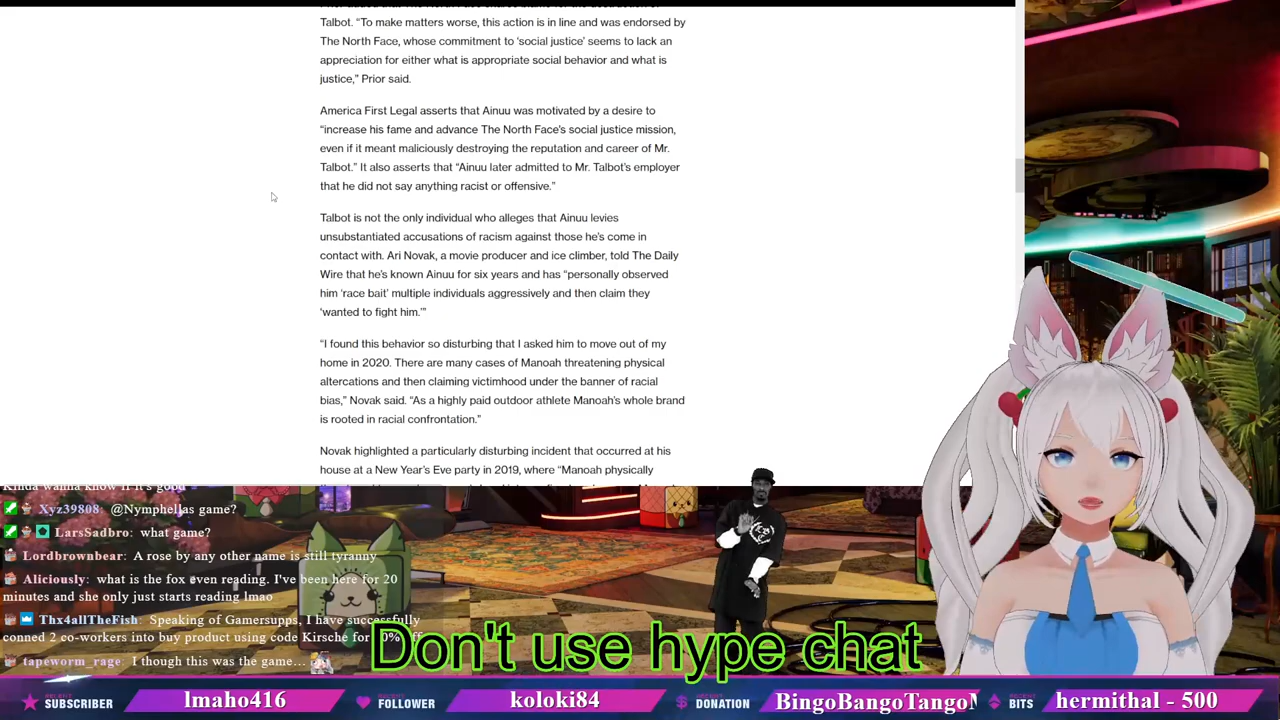 Talbot. “To make matters worse, this action is in line and was endorsed by
The North Face, whose commitment to ‘social justice’ seems to lack an
appreciation for either what is appropriate social behavior and what is
justice,” Prior said.
America First Legal asserts that Ainuu was motivated by a desire to
“increase his fame and advance The North Face's social justice mission,
even if it meant maliciously destroying the reputation and career of Mr.
Talbot.” It also asserts that “Ainuu later admitted to Mr. Talbot's employer
that he did not say anything racist or offensive.”
Talbot is not the only individual who alleges that Ainuu levies
unsubstantiated accusations of racism against those he's come in
contact with. Ari Novak, a movie producer and ice climber, told The Daily
Wire that he's known Ainuu for six years and has “personally observed
him ‘race bait’ multiple individuals aggressively and then claim they
‘wanted to fight him.’”
“I found this behavior so disturbing that I asked him to move out of my
home in 2020. There are many cases of Manoah threatening physical
altercations and then claiming victimhood under the banner of racial
bias,” Novak said. “As a highly paid outdoor athlete Manoah's whole brand
is rooted in racial confrontation.”
Novak highlighted a particularly disturbing incident that occurred at his
house at a New Year's Eve party in 2019, where “Manoah physically
Kinda wanna know if it's good
Xyz39808: @Nymphellas game?
LarsSadbro: what game?
Lordbrownbear: A rose by any other name is still tyranny
Aliciously: what is the fox even reading. I've been here for 20
minutes and she only just starts reading lmao
Thx4allTheFish: Speaking of Gamersupps, I have successfully
conned 2 co-workers into buy product using code Kirsche for 10% off
tapeworm_rage: I though this was the game...
Don't use hype chat
RECENT SUBSCRIBER lmaho416 RECENT FOLLOWER koloki84 RECENT DONATION BingoBangoTango RECENT BITS hermithal - 500